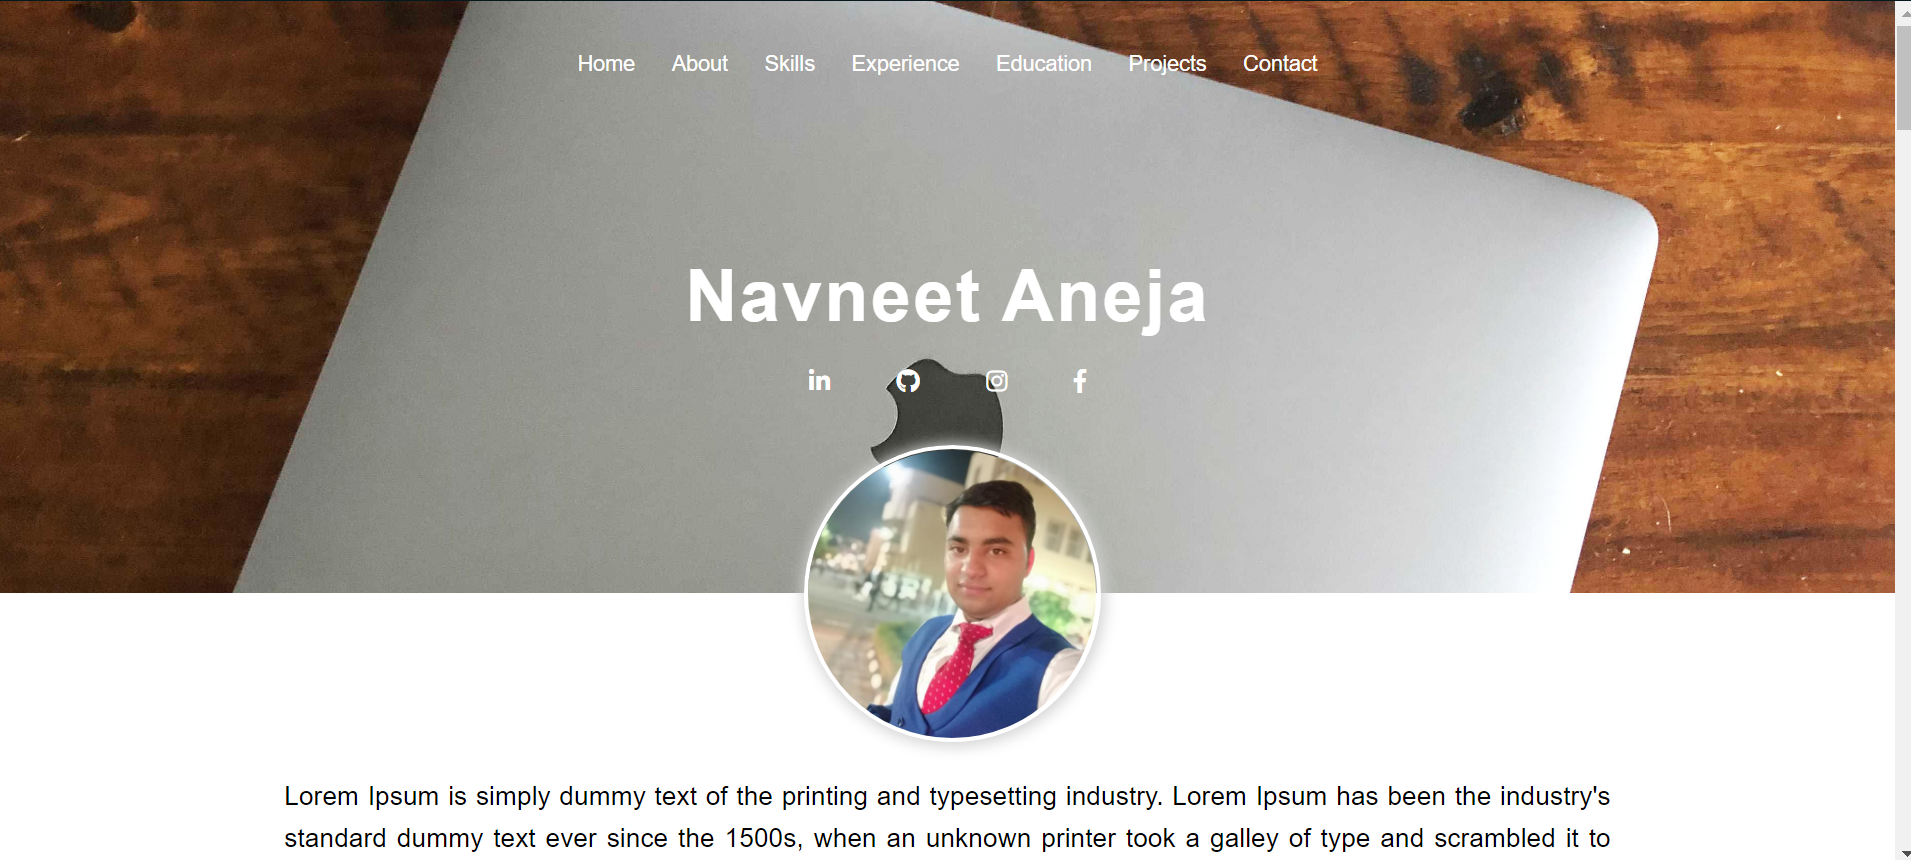 Home About Skills Experience Education Projects Contact
Navneet Aneja
Lorem Ipsum is simply dummy text of the printing and typesetting industry. Lorem Ipsum has been the industry's
standard dummy text ever since the 1500s, when an unknown printer took a galley of type and scrambled it to